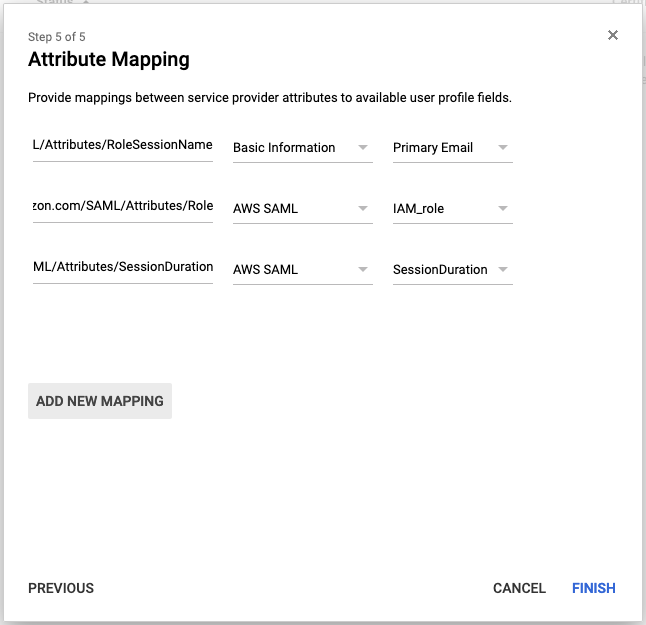 Step 5 of 5
Attribute Mapping
Provide mappings between service provider attributes to available user profile fields.
L/Attributes/RoleSessionName Basic Information Primary Email
zon.com/SAML/Attributes/Role AWS SAML IAM_role
ML/Attributes/SessionDuration AWS SAML SessionDuration
ADD NEW MAPPING
PREVIOUS CANCEL FINISH